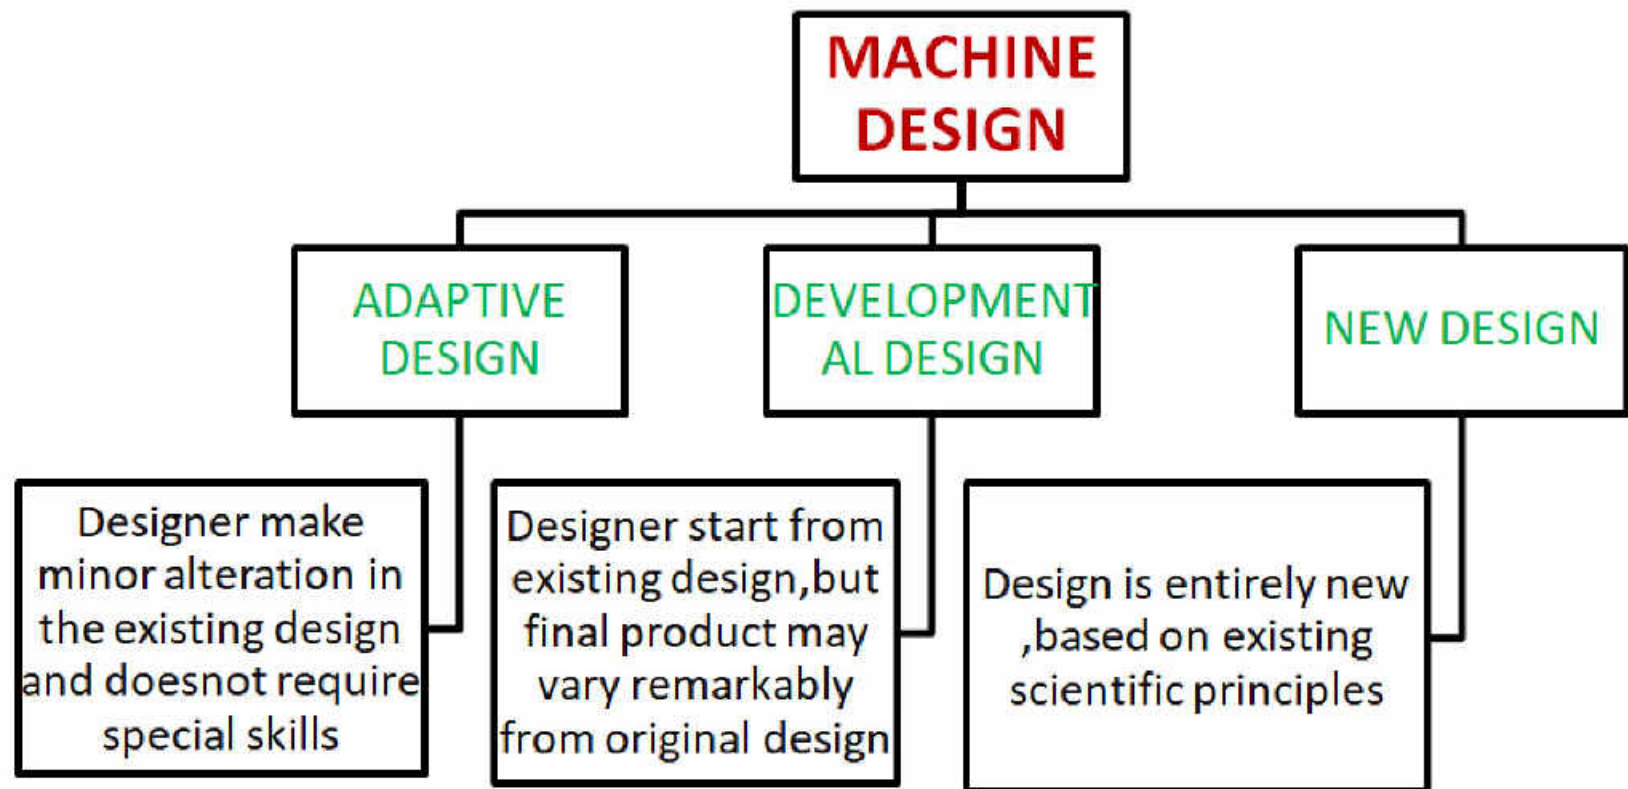 MACHINE
DESIGN
ADAPTIVE
DESIGN
DEVELOPMENT
AL DESIGN
NEW DESIGN
Designer make
minor alteration in
the existing design
and doesnot require
special skills
Designer start from
existing design,but
final product may
vary remarkably
from original design
Design is entirely new
,based on existing
scientific principles